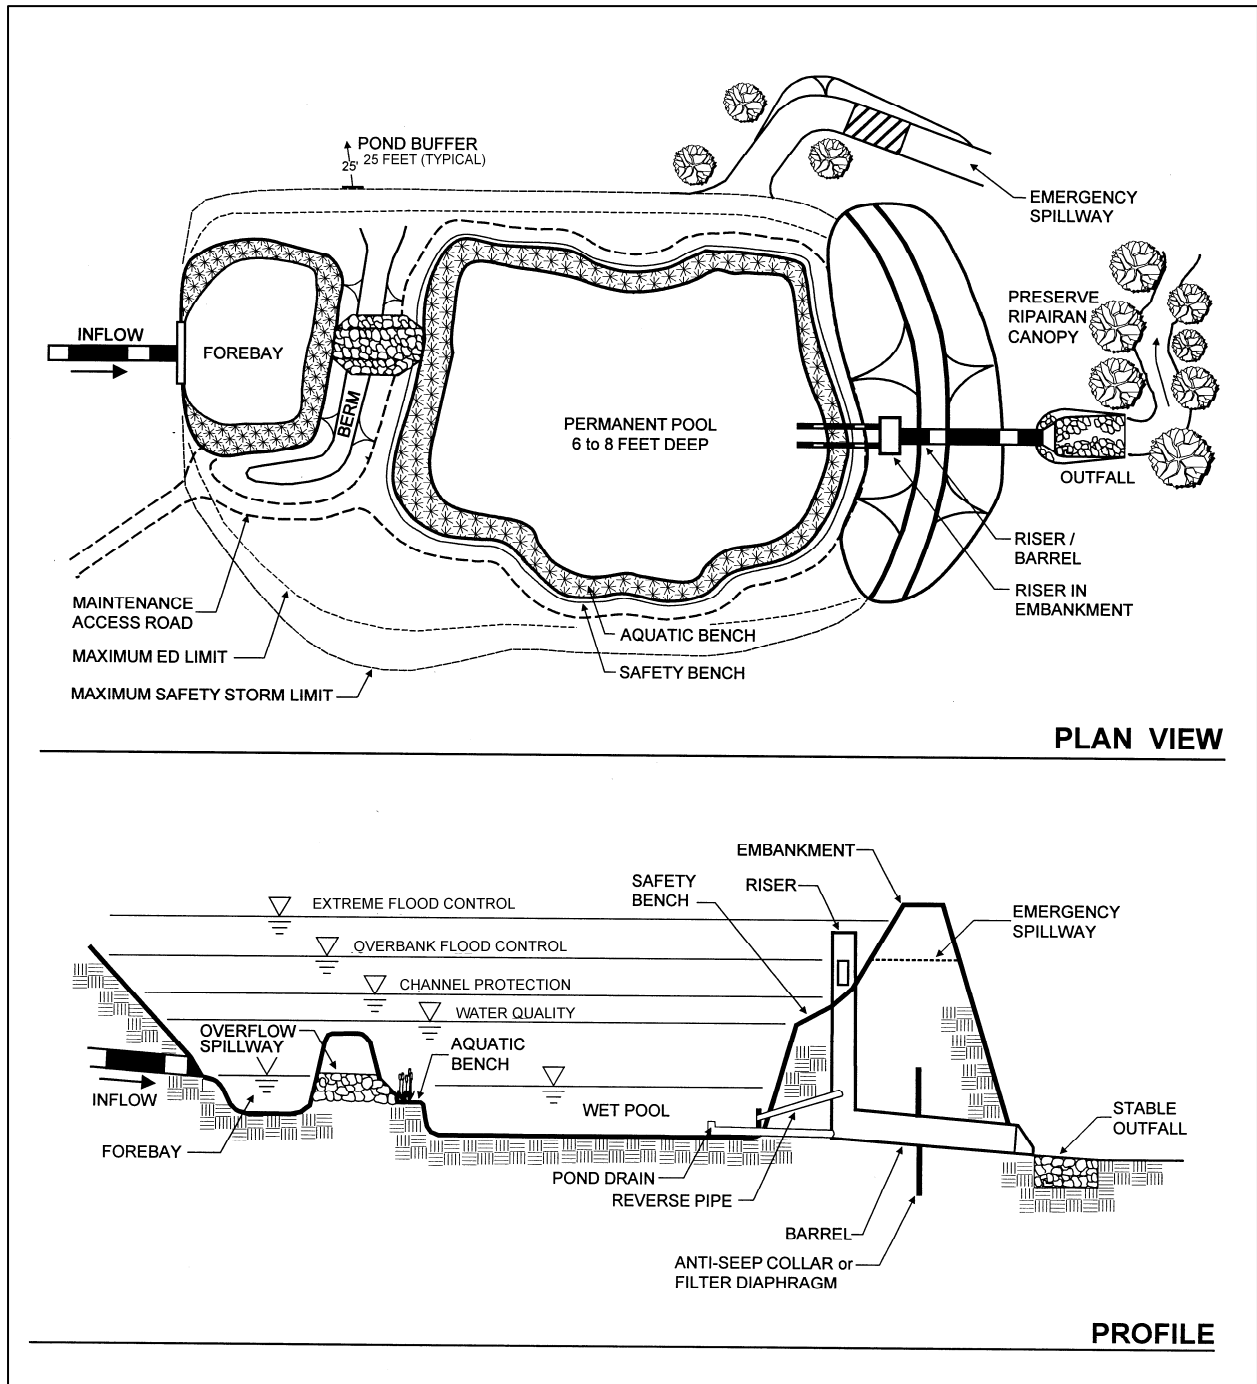 POND BUFFER
25' 25 FEET (TYPICAL)
EMERGENCY
SPILLWAY
PRESERVE
RIPAIRAN
CANOPY
INFLOW
FOREBAY
BERM
PERMANENT POOL
6 to 8 FEET DEEP
OUTFALL
RISER /
BARREL
RISER IN
EMBANKMENT
MAINTENANCE
ACCESS ROAD
AQUATIC BENCH
MAXIMUM ED LIMIT
SAFETY BENCH
MAXIMUM SAFETY STORM LIMIT
PLAN VIEW
EMBANKMENT
SAFETY
BENCH
RISER
EXTREME FLOOD CONTROL
EMERGENCY
SPILLWAY
OVERBANK FLOOD CONTROL
CHANNEL PROTECTION
WATER QUALITY
OVERFLOW
SPILLWAY
AQUATIC
BENCH
INFLOW
WET POOL
STABLE
OUTFALL
FOREBAY
POND DRAIN
REVERSE PIPE
BARREL
ANTI-SEEP COLLAR or
FILTER DIAPHRAGM
PROFILE